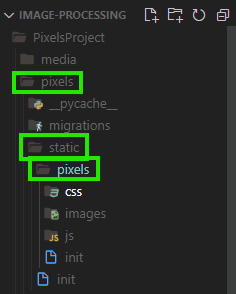 IMAGE-PROCESSING
PixelsProject
media
pixels
__pycache__
migrations
static
pixels
css
images
js
init
init